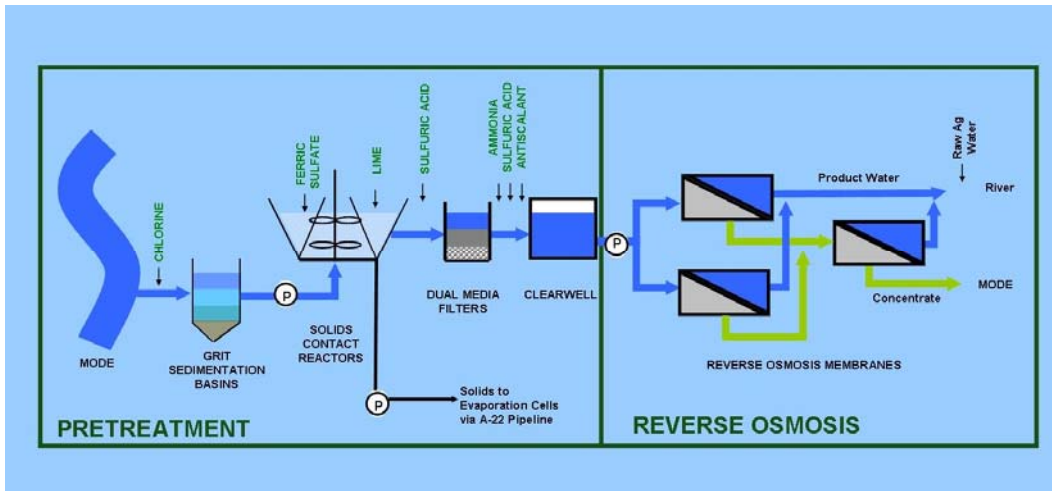 CHLORINE
FERRIC
SULFATE
LIME
SULFURIC ACID
AMMONIA
SULFURIC ACID
ANTISCALANT
Raw Ag
Water
Product Water
River
P
P
DUAL MEDIA
FILTERS
CLEARWELL
Concentrate
MODE
SOLIDS
CONTACT
REACTORS
MODE
GRIT
SEDIMENTATION
BASINS
REVERSE OSMOSIS MEMBRANES
P
Solids to
Evaporation Cells
via A-22 Pipeline
PRETREATMENT
REVERSE OSMOSIS